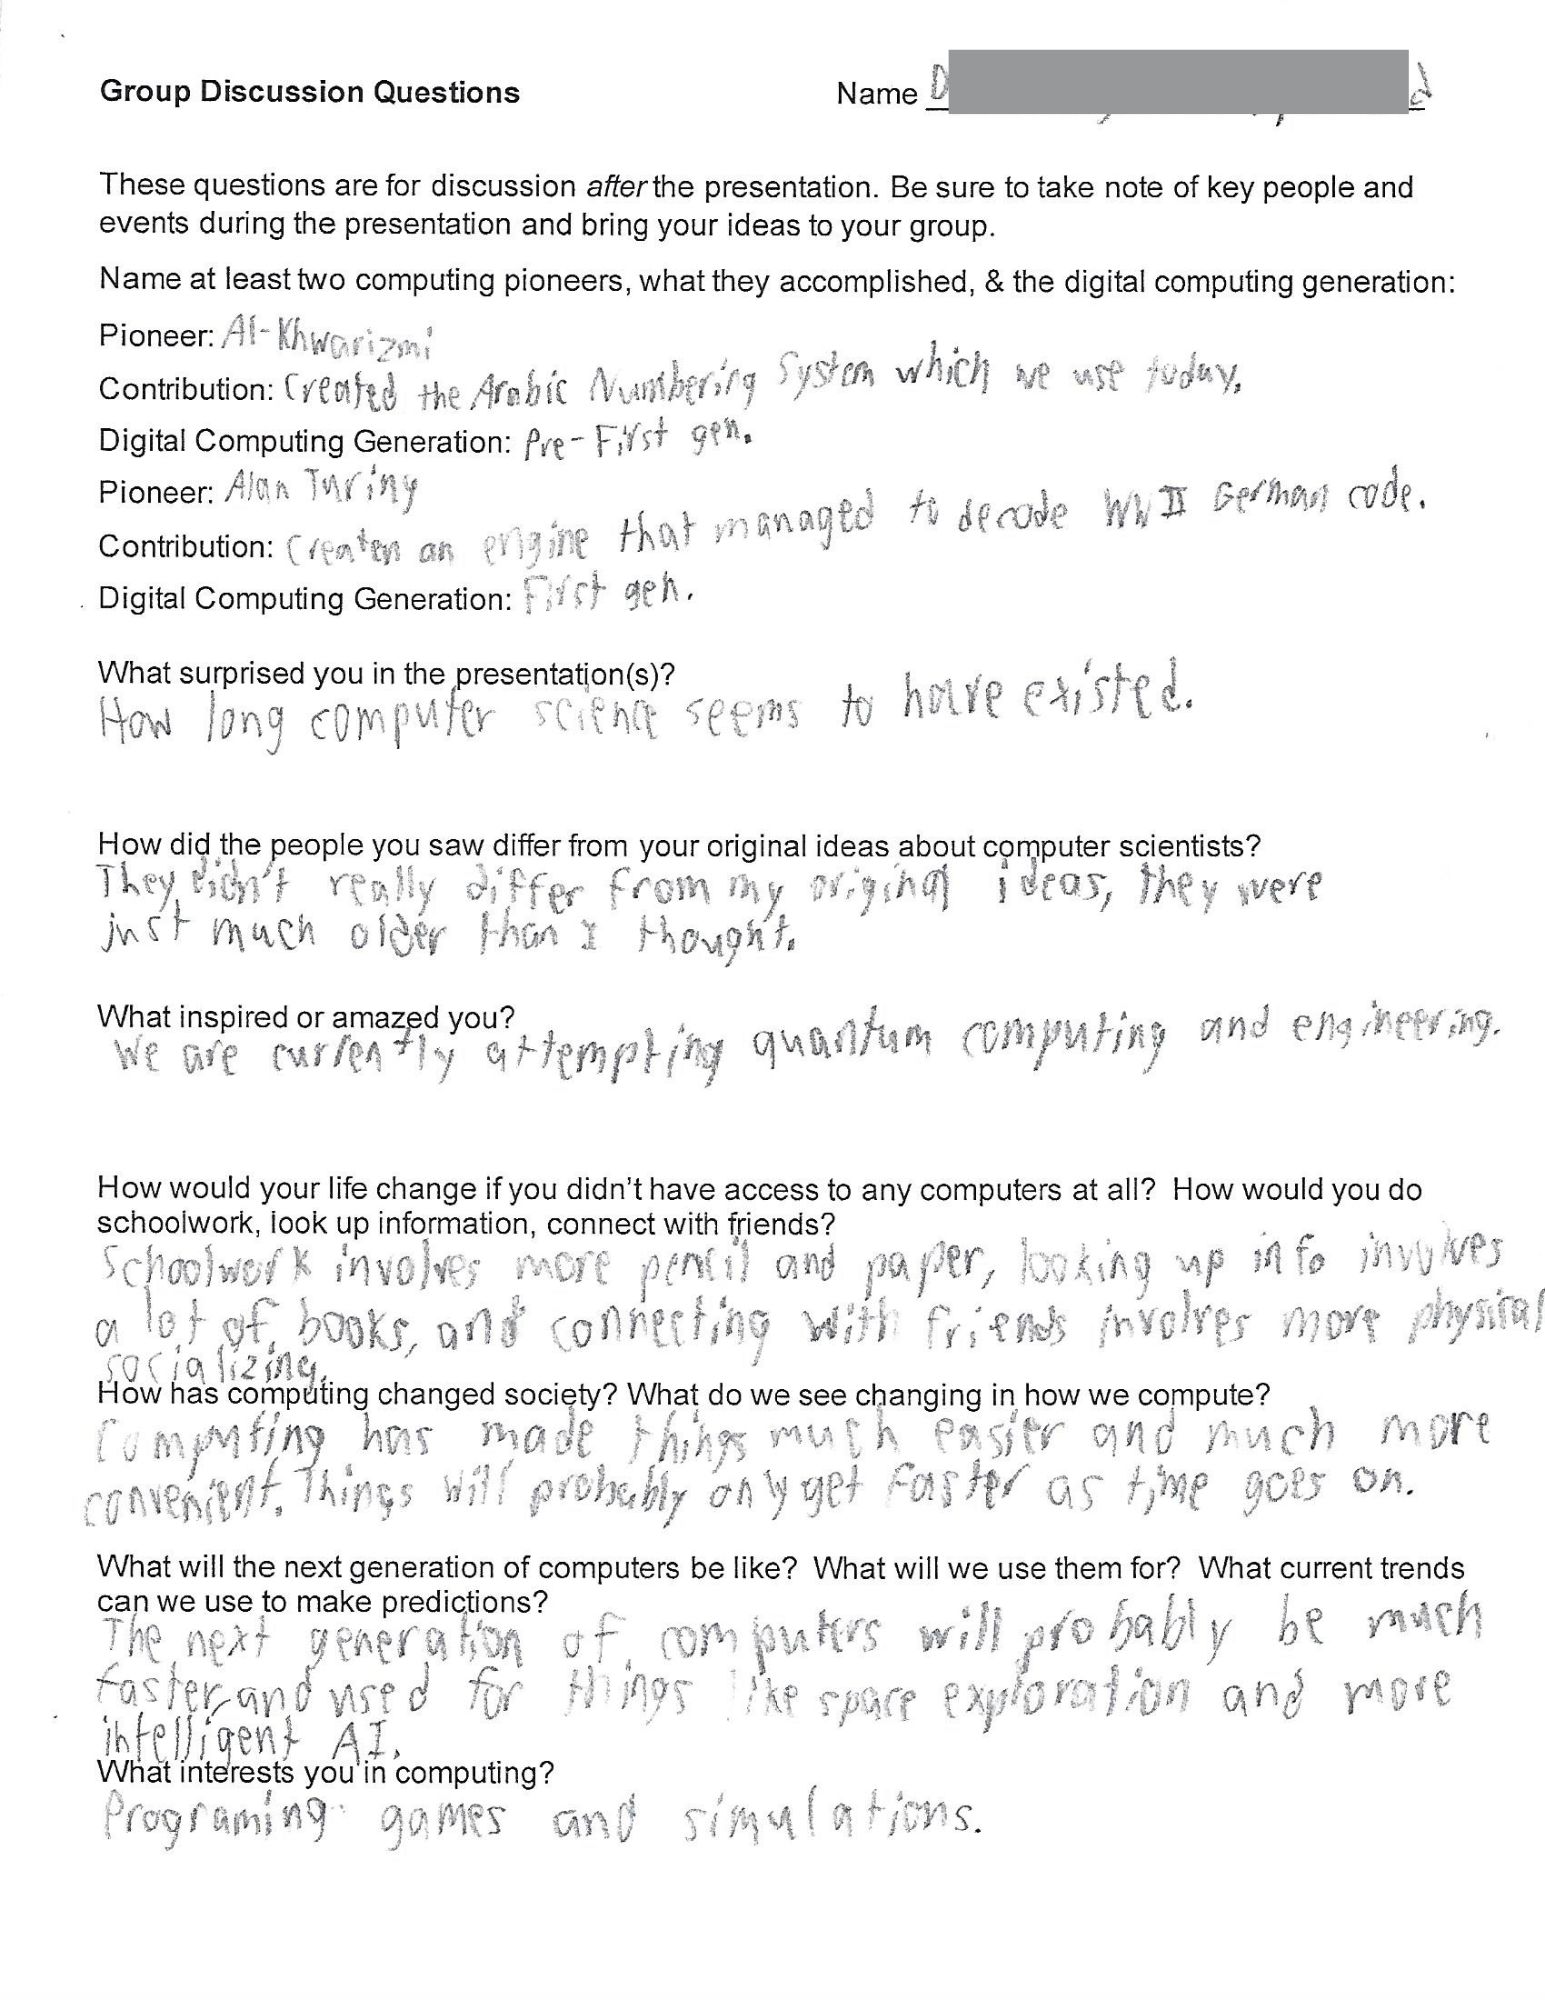 Group Discussion Questions Name D d
These questions are for discussion after the presentation. Be sure to take note of key people and
events during the presentation and bring your ideas to your group.
Name at least two computing pioneers, what they accomplished, & the digital computing generation:
Pioneer: Al-Khwarizmi
Contribution: Created the Arabic Numbering System which we use today.
Digital Computing Generation: Pre-First gen.
Pioneer: Alan Turing
Contribution: Createn an engine that managed to decode WW II German code.
Digital Computing Generation: First gen.
What surprised you in the presentation(s)?
How long computer science seems to have existed.
How did the people you saw differ from your original ideas about computer scientists?
They didn't really differ from my original ideas, they were
just much older than I thought.
What inspired or amazed you?
We are currently attempting quantum computing and engineering.
How would your life change if you didn't have access to any computers at all? How would you do
schoolwork, look up information, connect with friends?
Schoolwork involves more pencil and paper, looking up info involves
a lot of books, and connecting with friends involves more physical
socializing.
How has computing changed society? What do we see changing in how we compute?
Computing has made things much easier and much more
convenient. Things will probably only get faster as time goes on.
What will the next generation of computers be like? What will we use them for? What current trends
can we use to make predictions?
The next generation of computers will probably be much
faster and used for things like space exploration and more
intelligent AI.
What interests you in computing?
Programing games and simulations.